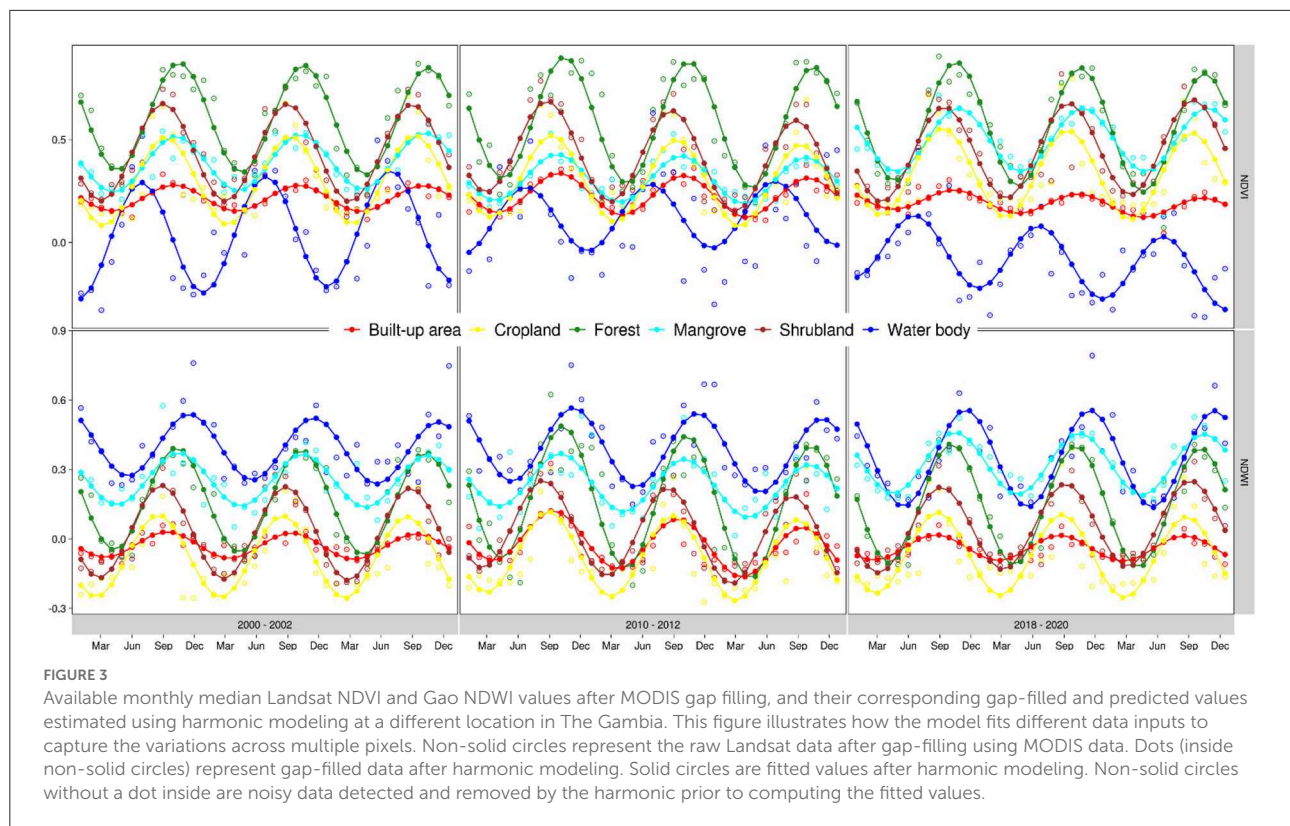 0.5
0.0
NDVI
Built-up area Cropland Forest Mangrove Shrubland Water body
0.9
0.6
0.3
0.0
-0.3
NDWI
2000 - 2002 2010 - 2012 2018 - 2020
Mar Jun Sep Dec Mar Jun Sep Dec Mar Jun Sep Dec Mar Jun Sep Dec Mar Jun Sep Dec Mar Jun Sep Dec Mar Jun Sep Dec Mar Jun Sep Dec Mar Jun Sep Dec
FIGURE 3
Available monthly median Landsat NDVI and Gao NDWI values after MODIS gap filling, and their corresponding gap-filled and predicted values
estimated using harmonic modeling at a different location in The Gambia. This figure illustrates how the model fits different data inputs to
capture the variations across multiple pixels. Non-solid circles represent the raw Landsat data after gap-filling using MODIS data. Dots (inside
non-solid circles) represent gap-filled data after harmonic modeling. Solid circles are fitted values after harmonic modeling. Non-solid circles
without a dot inside are noisy data detected and removed by the harmonic prior to computing the fitted values.